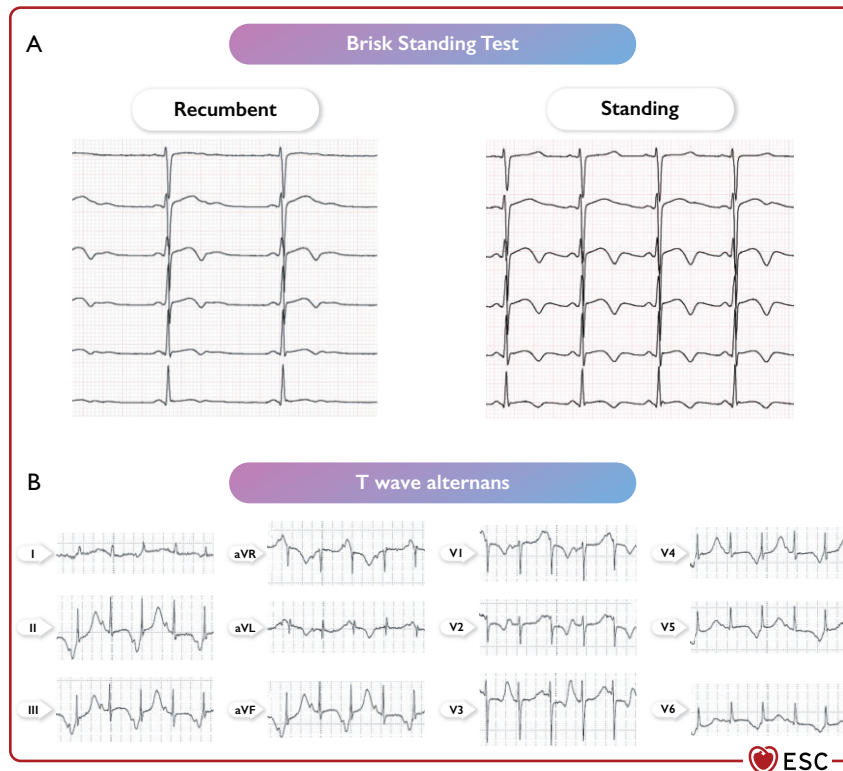 A
Brisk Standing Test
Recumbent
Standing
B
T wave alternans
I
aVR
V1
V4
II
aVL
V2
V5
III
aVF
V3
V6
ESC